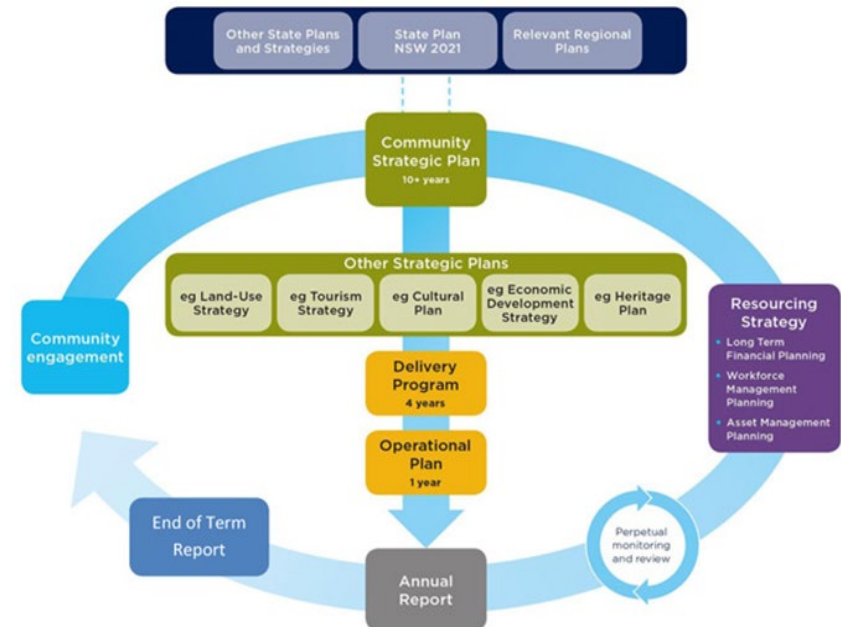 Other State Plans
and Strategies
State Plan
NSW 2021
Relevant Regional
Plans
Community
Strategic Plan
10+ years
Other Strategic Plans
eg Land-Use
Strategy
eg Tourism
Strategy
eg Cultural
Plan
eg Economic
Development
Strategy
eg Heritage
Plan
Community
engagement
Resourcing
Strategy
• Long Term
Financial Planning
• Workforce
Management
Planning
• Asset Management
Planning
Delivery
Program
4 years
Operational
Plan
1 year
End of Term
Report
Perpetual
monitoring
and review
Annual
Report